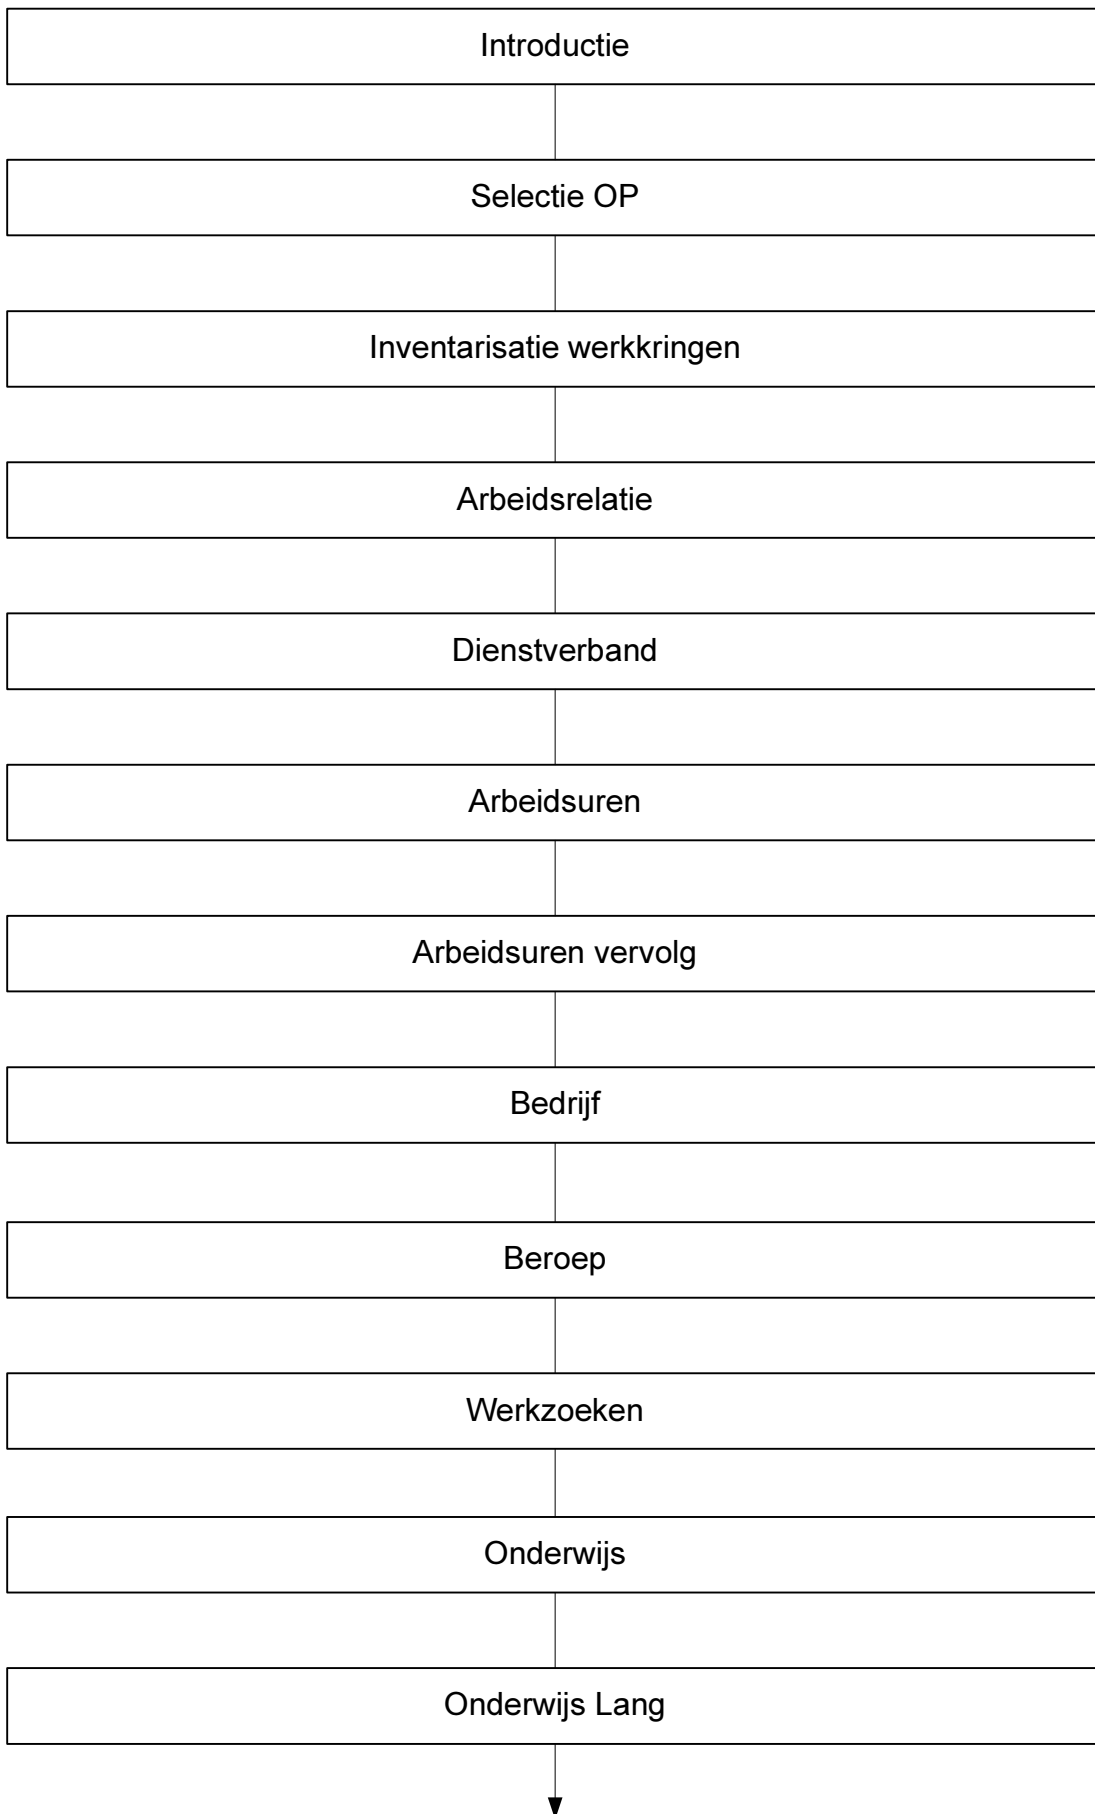 Introductie
Selectie OP
Inventarisatie werkkringen
Arbeidsrelatie
Dienstverband
Arbeidsuren
Arbeidsuren vervolg
Bedrijf
Beroep
Werkzoeken
Onderwijs
Onderwijs Lang